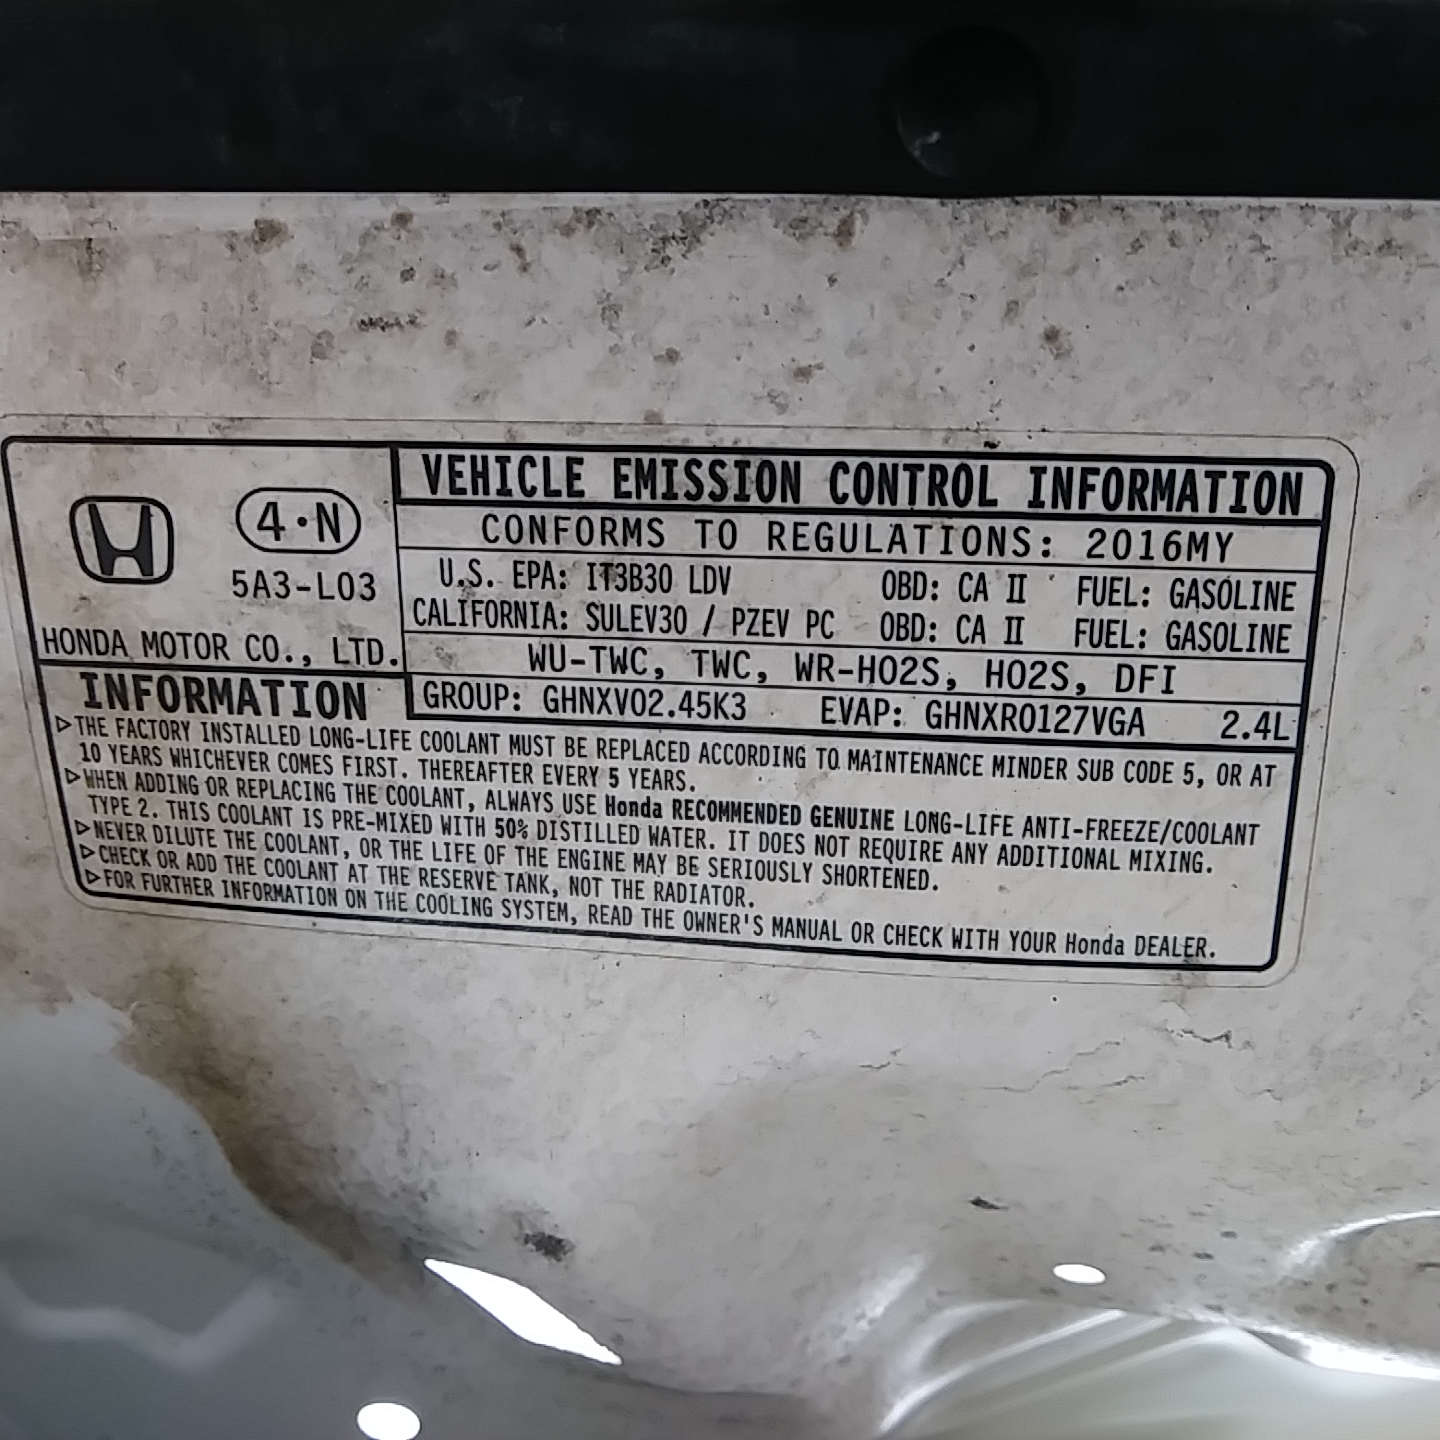 VEHICLE EMISSION CONTROL INFORMATION
4·N
5A3-L03
HONDA MOTOR CO., LTD.
CONFORMS TO REGULATIONS: 2016MY
U.S. EPA: IT3B30 LDV OBD: CA II FUEL: GASOLINE
CALIFORNIA: SULEV30 / PZEV PC OBD: CA II FUEL: GASOLINE
WU-TWC, TWC, WR-HO2S, HO2S, DFI
GROUP: GHNXV02.45K3 EVAP: GHNXR0127VGA 2.4L
INFORMATION
▷THE FACTORY INSTALLED LONG-LIFE COOLANT MUST BE REPLACED ACCORDING TO MAINTENANCE MINDER SUB CODE 5, OR AT
10 YEARS WHICHEVER COMES FIRST. THEREAFTER EVERY 5 YEARS.
▷WHEN ADDING OR REPLACING THE COOLANT, ALWAYS USE Honda RECOMMENDED GENUINE LONG-LIFE ANTI-FREEZE/COOLANT
TYPE 2. THIS COOLANT IS PRE-MIXED WITH 50% DISTILLED WATER. IT DOES NOT REQUIRE ANY ADDITIONAL MIXING.
▷NEVER DILUTE THE COOLANT, OR THE LIFE OF THE ENGINE MAY BE SERIOUSLY SHORTENED.
▷CHECK OR ADD THE COOLANT AT THE RESERVE TANK, NOT THE RADIATOR.
▷FOR FURTHER INFORMATION ON THE COOLING SYSTEM, READ THE OWNER'S MANUAL OR CHECK WITH YOUR Honda DEALER.